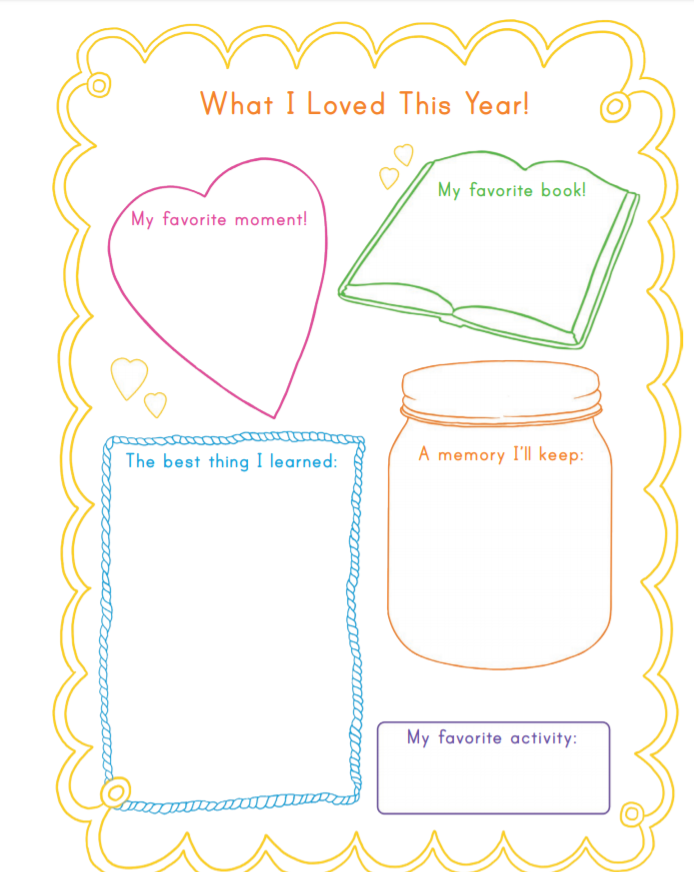 What I Loved This Year!
My favorite moment!
My favorite book!
The best thing I learned:
A memory I'll keep:
My favorite activity: